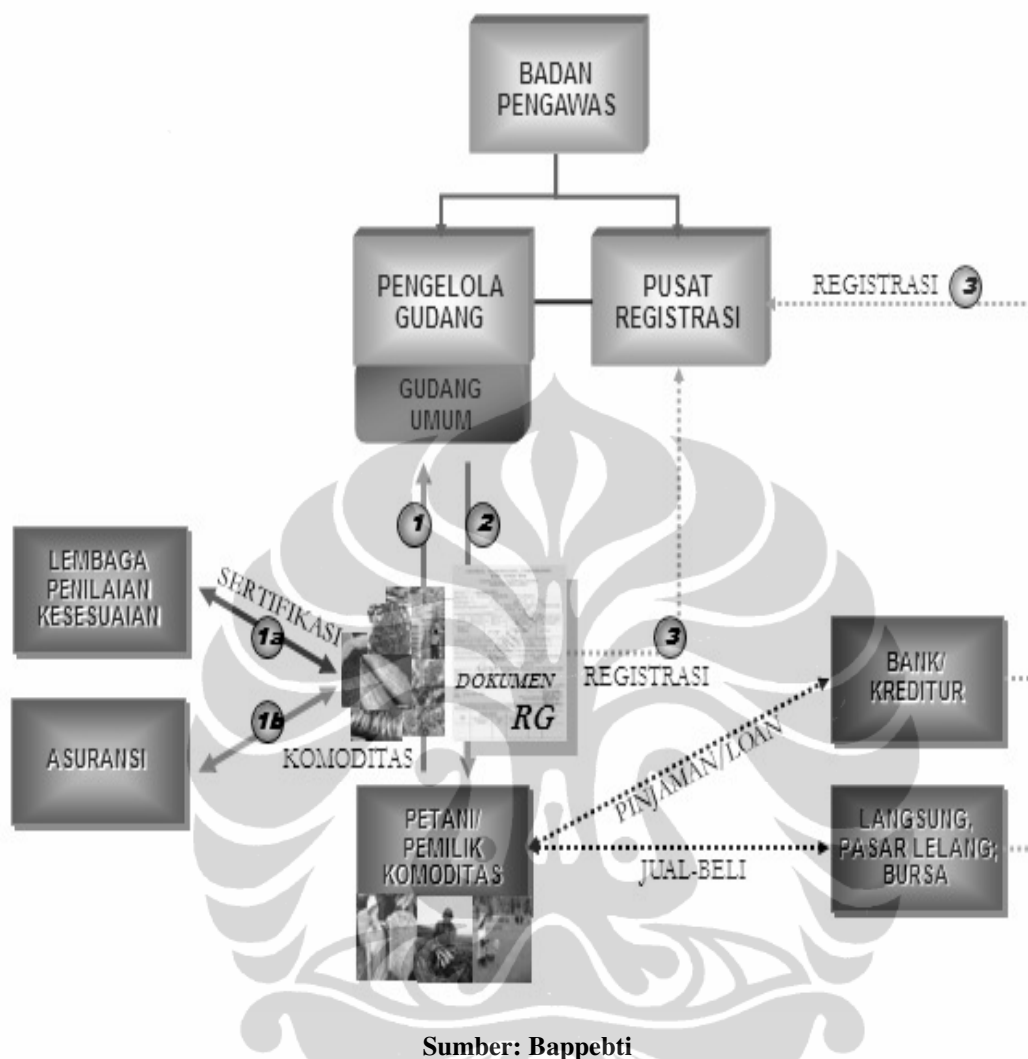 BADAN
PENGAWAS
PENGELOLA
GUDANG
PUSAT
REGISTRASI
REGISTRASI 3
GUDANG
UMUM
1
2
LEMBAGA
PENILAIAN
KESESUAIAN
SERTIFIKASI
1a
3
REGISTRASI
DOKUMEN
RG
BANK/
KREDITUR
1b
ASURANSI
KOMODITAS
PINJAMAN/LOAN
PETANI/
PEMILIK
KOMODITAS
LANGSUNG,
PASAR LELANG;
BURSA
JUAL-BELI
Sumber: Bappebti